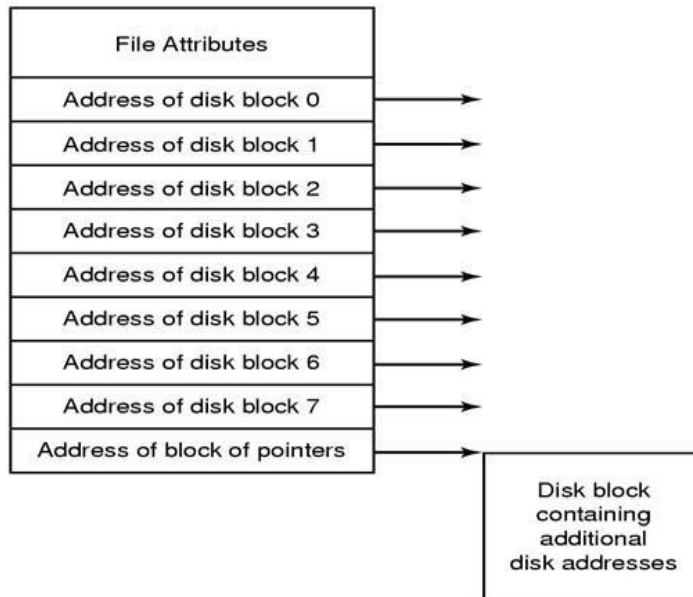 File Attributes
Address of disk block 0
Address of disk block 1
Address of disk block 2
Address of disk block 3
Address of disk block 4
Address of disk block 5
Address of disk block 6
Address of disk block 7
Address of block of pointers
Disk block
containing
additional
disk addresses